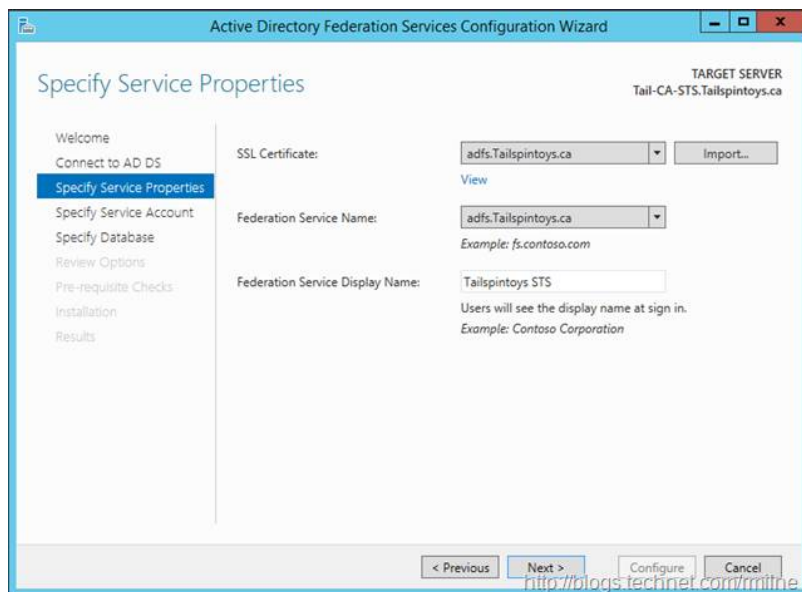 Active Directory Federation Services Configuration Wizard
Specify Service Properties
TARGET SERVER
Tail-CA-STS.Tailspintoys.ca
Welcome
Connect to AD DS
Specify Service Properties
Specify Service Account
Specify Database
Review Options
Pre-requisite Checks
Installation
Results
SSL Certificate:
adfs.Tailspintoys.ca
Import...
View
Federation Service Name:
adfs.Tailspintoys.ca
Example: fs.contoso.com
Federation Service Display Name:
Tailspintoys STS
Users will see the display name at sign in.
Example: Contoso Corporation
< Previous
Next >
Configure
Cancel
http://blogs.technet.com/rmilne